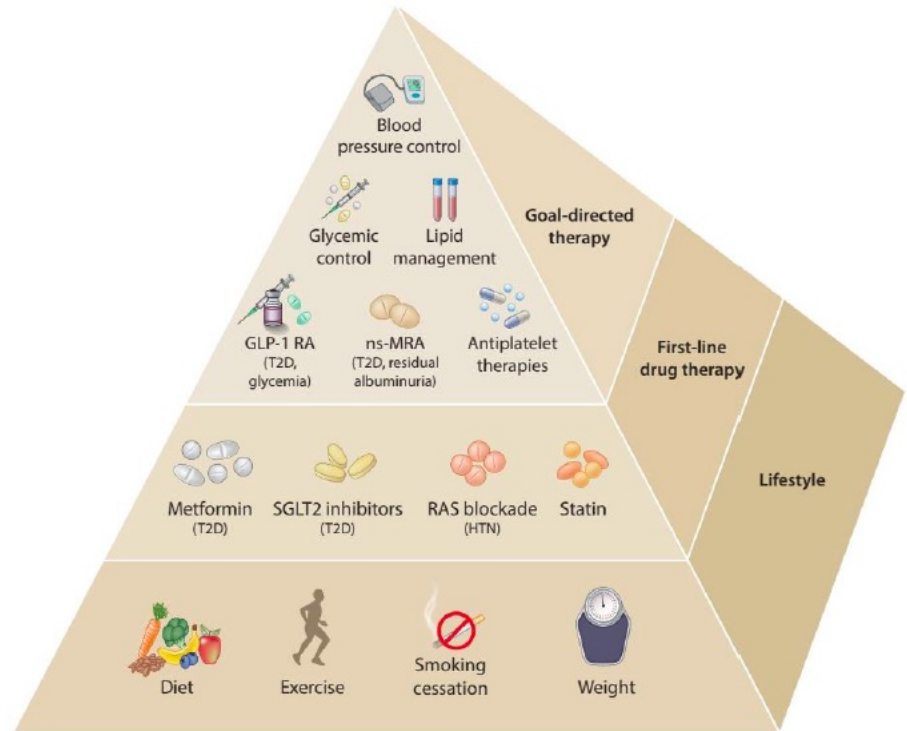 Blood
pressure control
Glycemic
control
Lipid
management
GLP-1 RA
(T2D,
glycemia)
ns-MRA
(T2D, residual
albuminuria)
Antiplatelet
therapies
Goal-directed
therapy
Metformin
(T2D)
SGLT2 inhibitors
(T2D)
RAS blockade
(HTN)
Statin
First-line
drug therapy
Diet
Exercise
Smoking
cessation
Weight
Lifestyle